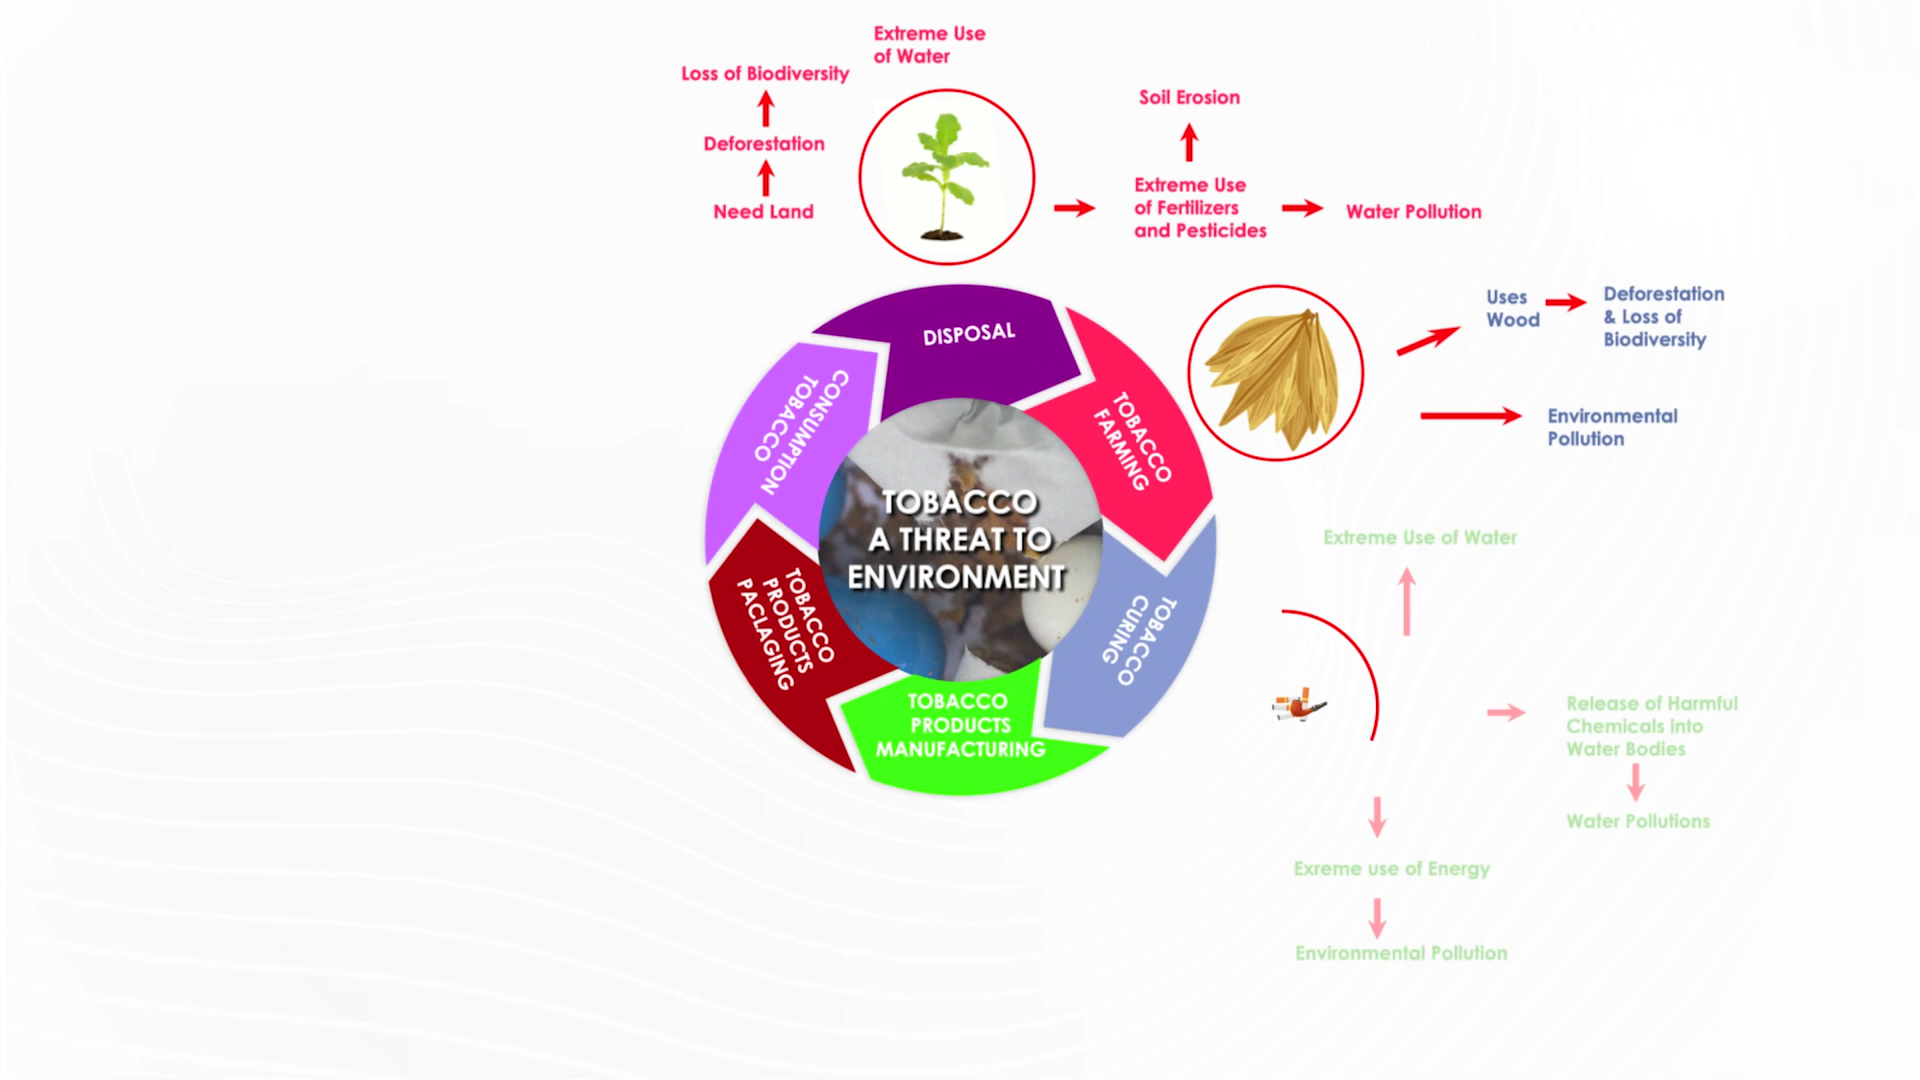 Extreme Use
of Water
Loss of Biodiversity
Deforestation
Need Land
Soil Erosion
Extreme Use
of Fertilizers
and Pesticides
Water Pollution
Uses
Wood
Deforestation
& Loss of
Biodiversity
Environmental
Pollution
DISPOSAL
TOBACCO
FARMING
TOBACCO
CURING
TOBACCO
PRODUCTS
MANUFACTURING
TOBACCO
PRODUCTS
PACLAGING
CONSUMPTION
TOBACCO
TOBACCO
A THREAT TO
ENVIRONMENT
Extreme Use of Water
Release of Harmful
Chemicals into
Water Bodies
Water Pollutions
Exreme use of Energy
Environmental Pollution